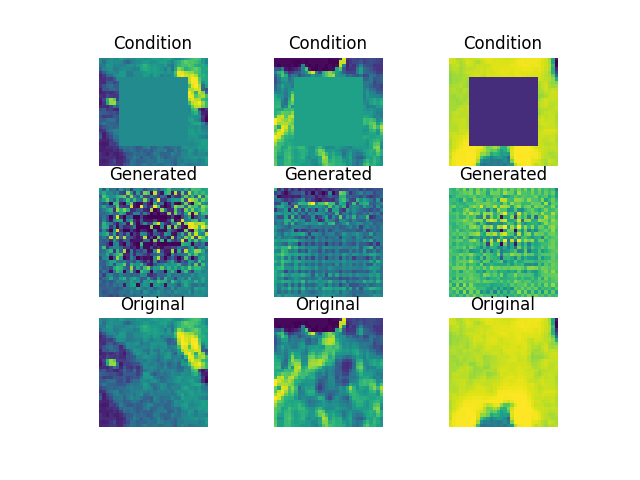 Condition Condition Condition
Generated Generated Generated
Original Original Original